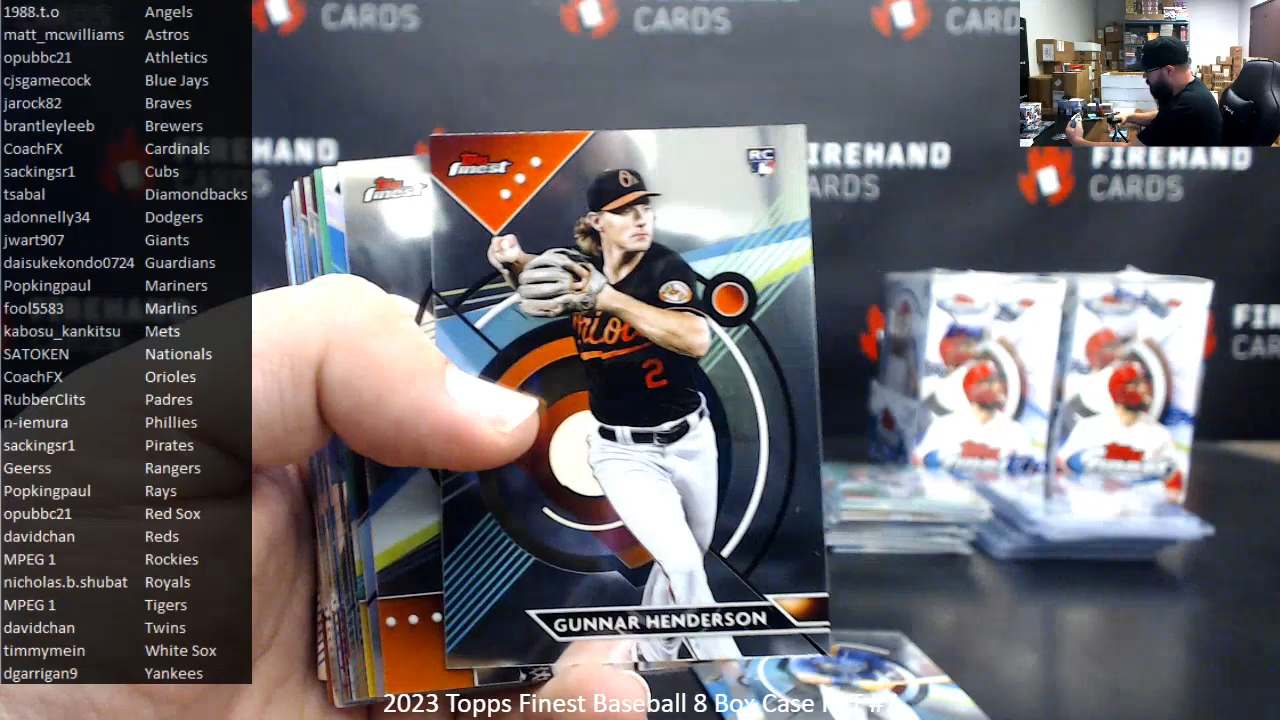 1988.t.o Angels
matt_mcwilliams Astros
opubbc21 Athletics
cjsgamecock Blue Jays
jarock82 Braves
brantleyleeb Brewers
CoachFX Cardinals
sackingsr1 Cubs
tsabal Diamondbacks
adonnelly34 Dodgers
jwart907 Giants
daisukekondo0724 Guardians
Popkingpaul Mariners
fool5583 Marlins
kabosu_kankitsu Mets
SATOKEN Nationals
CoachFX Orioles
RubberClits Padres
n-iemura Phillies
sackingsr1 Pirates
Geerss Rangers
Popkingpaul Rays
opubbc21 Red Sox
davidchan Reds
MPEG 1 Rockies
nicholas.b.shubat Royals
MPEG 1 Tigers
davidchan Twins
timmymein White Sox
dgarrigan9 Yankees
FIREHAND
CARDS
CARDS
CARDS
FIREHAND
CARDS
FIREHAND
CARDS
Topps
finest
RC
Topps
finest
2
GUNNAR HENDERSON
Finest
2023 Topps Finest Baseball 8 Box Case